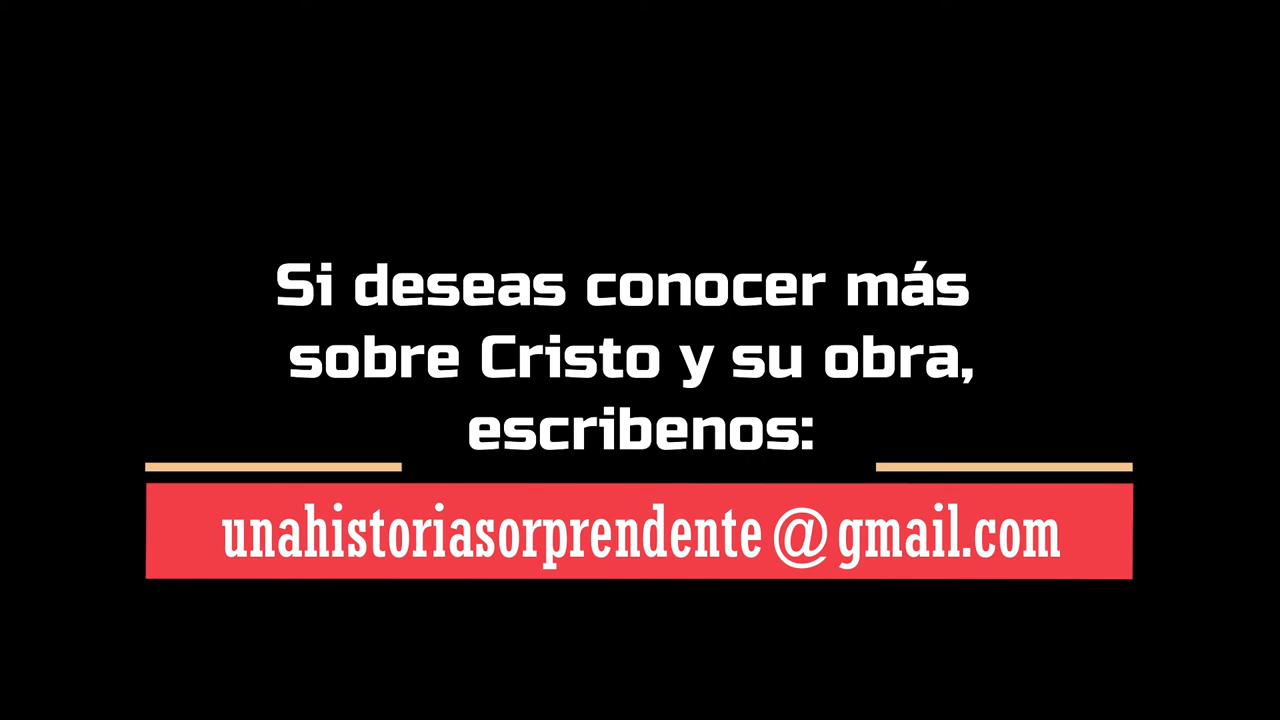 Si deseas conocer más
sobre Cristo y su obra,
escribenos:
unahistoriasorprendente@gmail.com